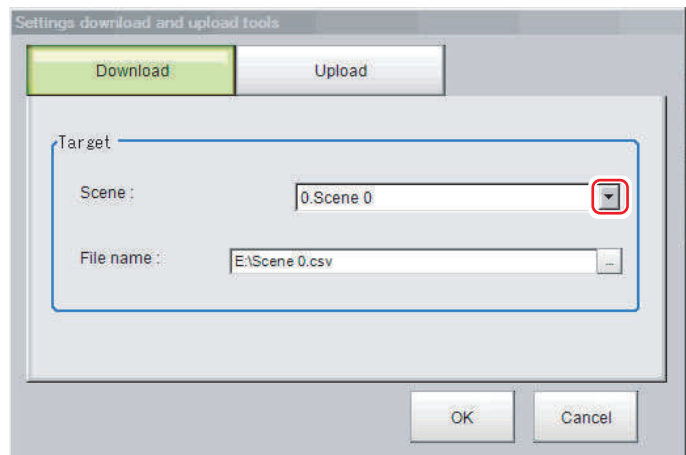 Settings download and upload tools
Download Upload
Target
Scene : 0.Scene 0
File name : E:\Scene 0.csv ...
OK Cancel